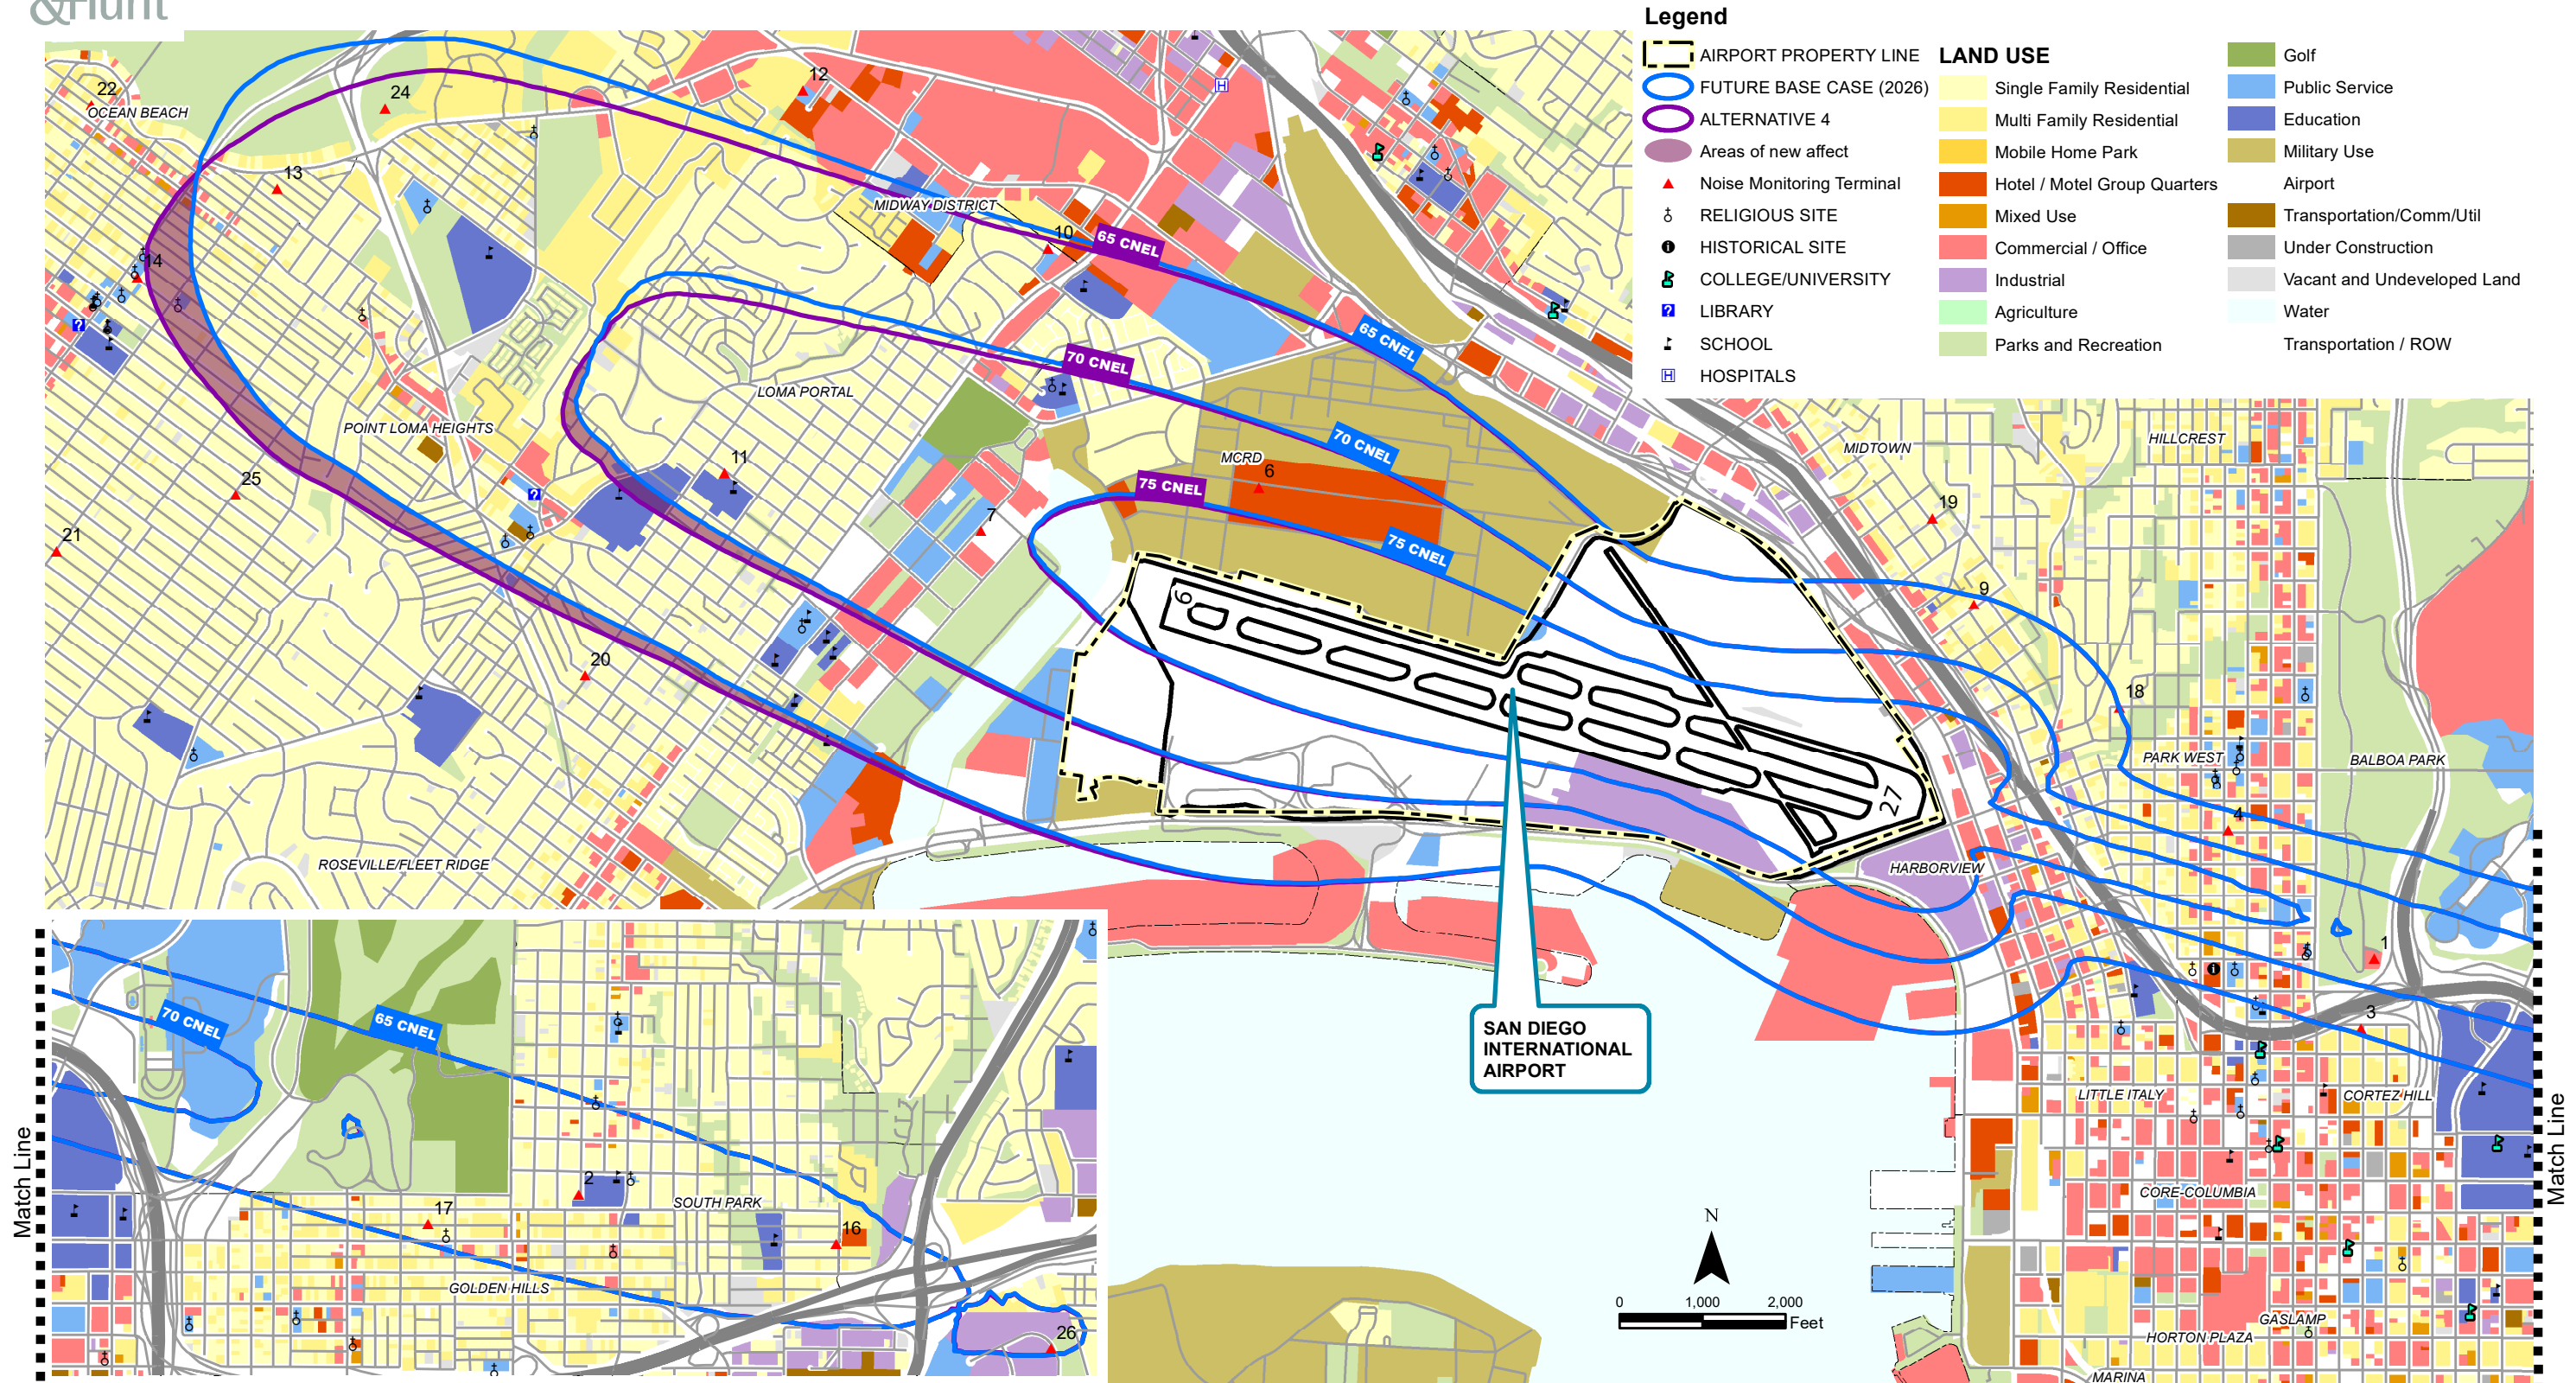 &Hunt
Legend
AIRPORT PROPERTY LINE
FUTURE BASE CASE (2026)
ALTERNATIVE 4
Areas of new affect
Noise Monitoring Terminal
RELIGIOUS SITE
HISTORICAL SITE
COLLEGE/UNIVERSITY
LIBRARY
SCHOOL
HOSPITALS
LAND USE
Single Family Residential
Multi Family Residential
Mobile Home Park
Hotel / Motel Group Quarters
Mixed Use
Commercial / Office
Industrial
Agriculture
Parks and Recreation
Golf
Public Service
Education
Military Use
Airport
Transportation/Comm/Util
Under Construction
Vacant and Undeveloped Land
Water
Transportation / ROW
22
OCEAN BEACH
24
12
13
14
MIDWAY DISTRICT
10
65 CNEL
65 CNEL
70 CNEL
70 CNEL
75 CNEL
75 CNEL
LOMA PORTAL
POINT LOMA HEIGHTS
11
25
21
MCRD
6
7
20
ROSEVILLE/FLEET RIDGE
9
27
MIDTOWN
HILLCREST
19
9
18
PARK WEST
BALBOA PARK
4
HARBORVIEW
1
3
LITTLE ITALY
CORTEZ HILL
CORE-COLUMBIA
GASLAMP
HORTON PLAZA
MARINA
SAN DIEGO
INTERNATIONAL
AIRPORT
N
0 1,000 2,000
Feet
Match Line
Match Line
70 CNEL
65 CNEL
2
17
SOUTH PARK
16
GOLDEN HILLS
26